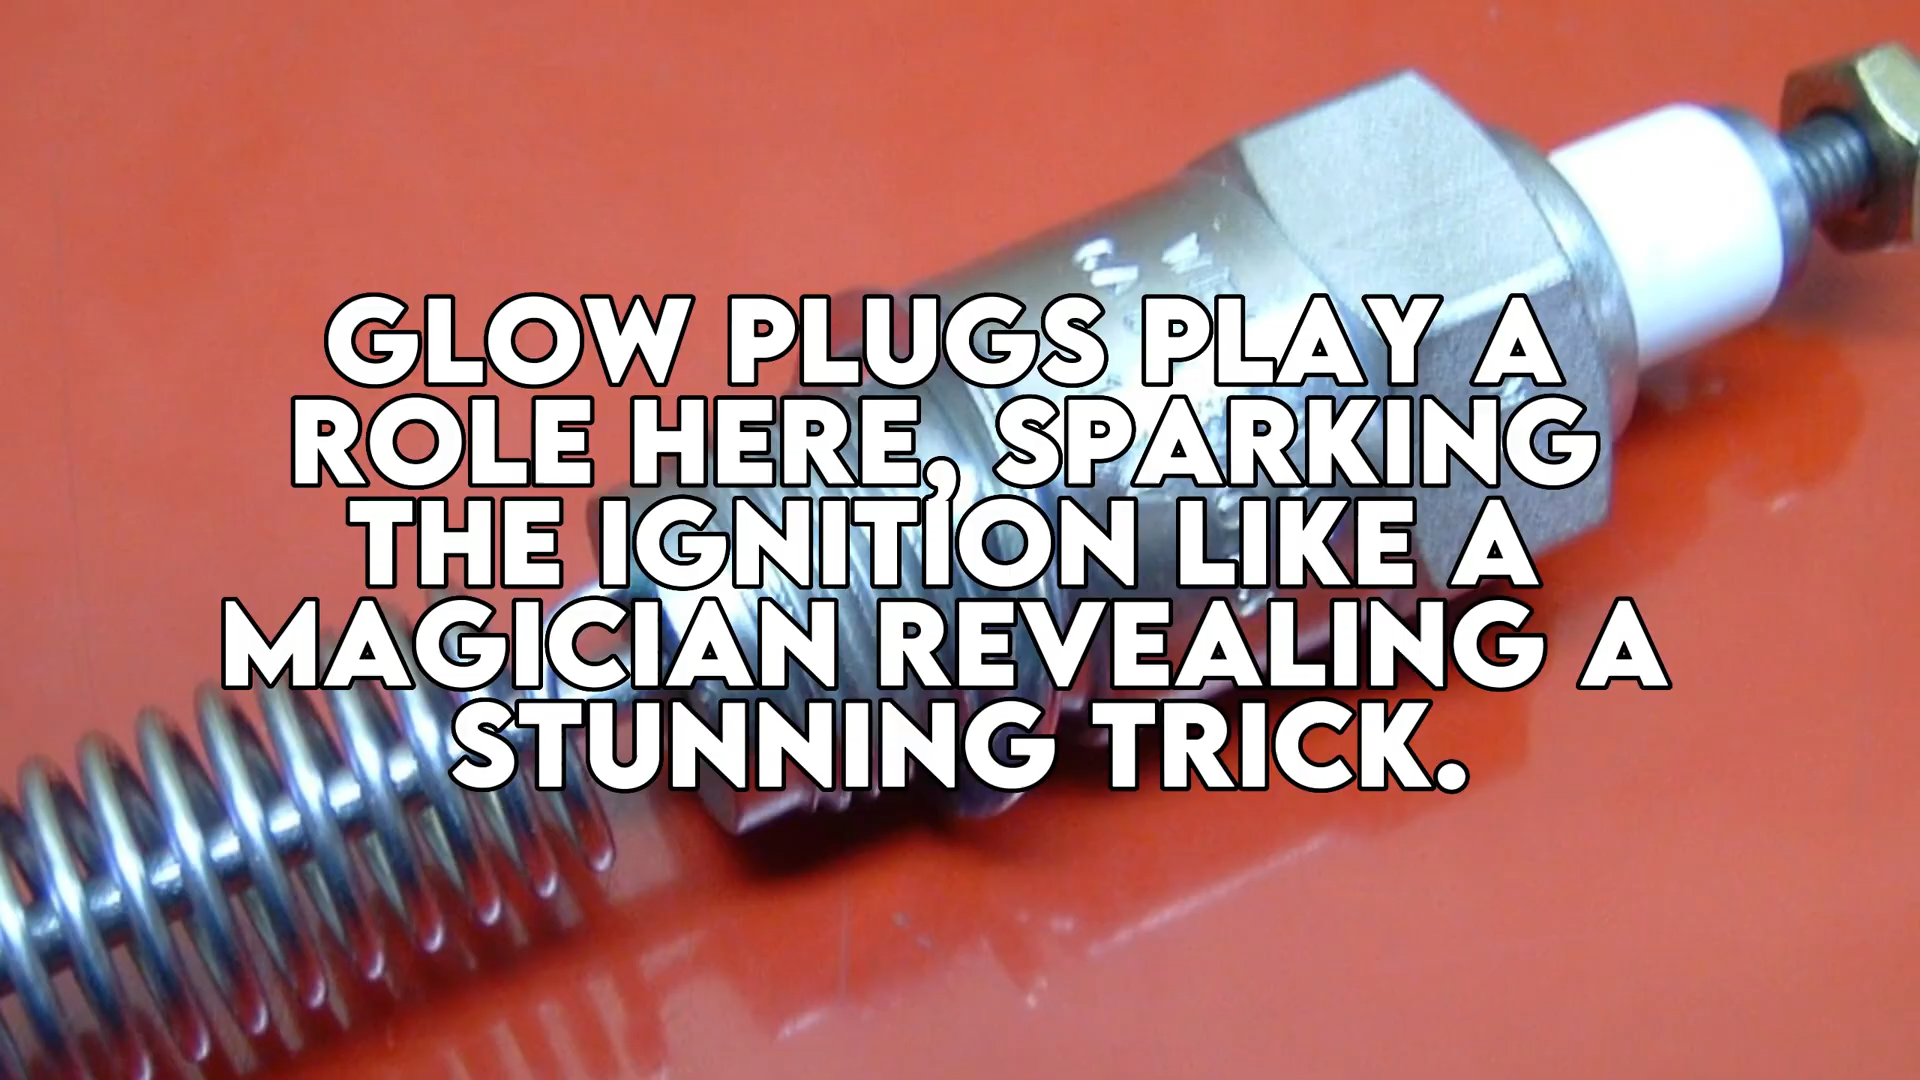 GLOW PLUGS PLAY A
ROLE HERE, SPARKING
THE IGNITION LIKE A
MAGICIAN REVEALING A
STUNNING TRICK.